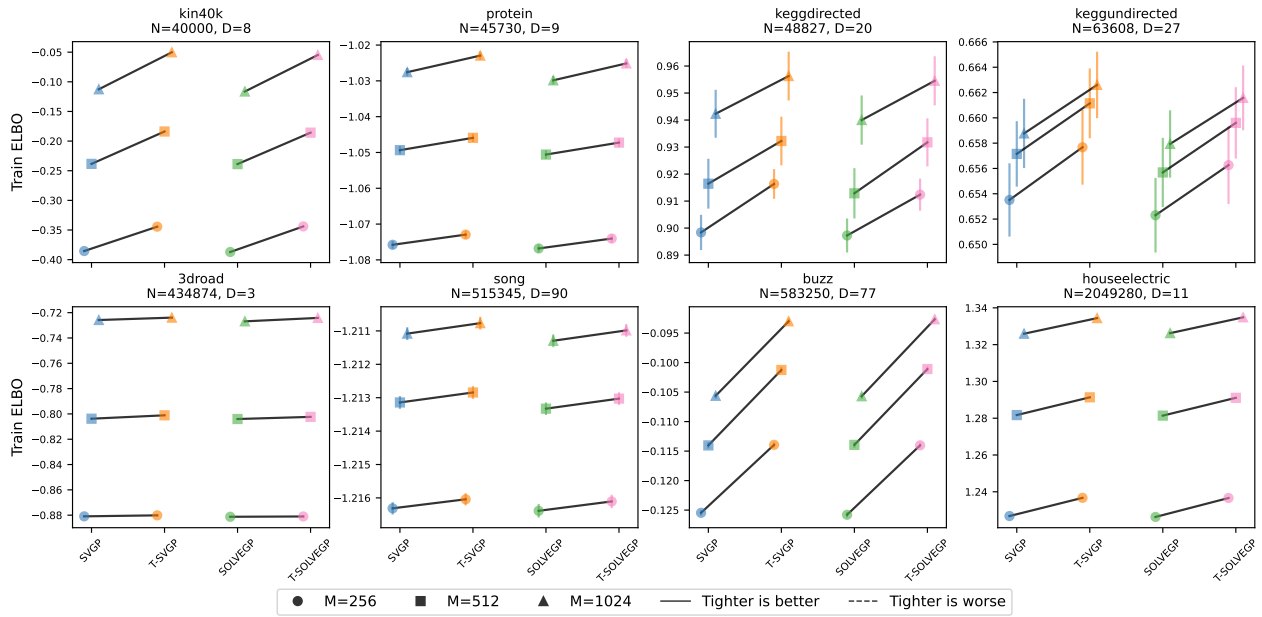 kin40k
N=40000, D=8
protein
N=45730, D=9
keggdirected
N=48827, D=20
keggundirected
N=63608, D=27
Train ELBO
−0.05
−0.10
−0.15
−0.20
−0.25
−0.30
−0.35
−0.40
−1.02
−1.03
−1.04
−1.05
−1.06
−1.07
−1.08
0.96
0.95
0.94
0.93
0.92
0.91
0.90
0.89
0.666
0.664
0.662
0.660
0.658
0.656
0.654
0.652
0.650
3droad
N=434874, D=3
song
N=515345, D=90
buzz
N=583250, D=77
houseelectric
N=2049280, D=11
Train ELBO
−0.72
−0.74
−0.76
−0.78
−0.80
−0.82
−0.84
−0.86
−0.88
−1.211
−1.212
−1.213
−1.214
−1.215
−1.216
−0.095
−0.100
−0.105
−0.110
−0.115
−0.120
−0.125
1.34
1.32
1.30
1.28
1.26
1.24
SVGP
T-SVGP
SOLVEGP
T-SOLVEGP
SVGP
T-SVGP
SOLVEGP
T-SOLVEGP
SVGP
T-SVGP
SOLVEGP
T-SOLVEGP
SVGP
T-SVGP
SOLVEGP
T-SOLVEGP
M=256
M=512
M=1024
Tighter is better
Tighter is worse